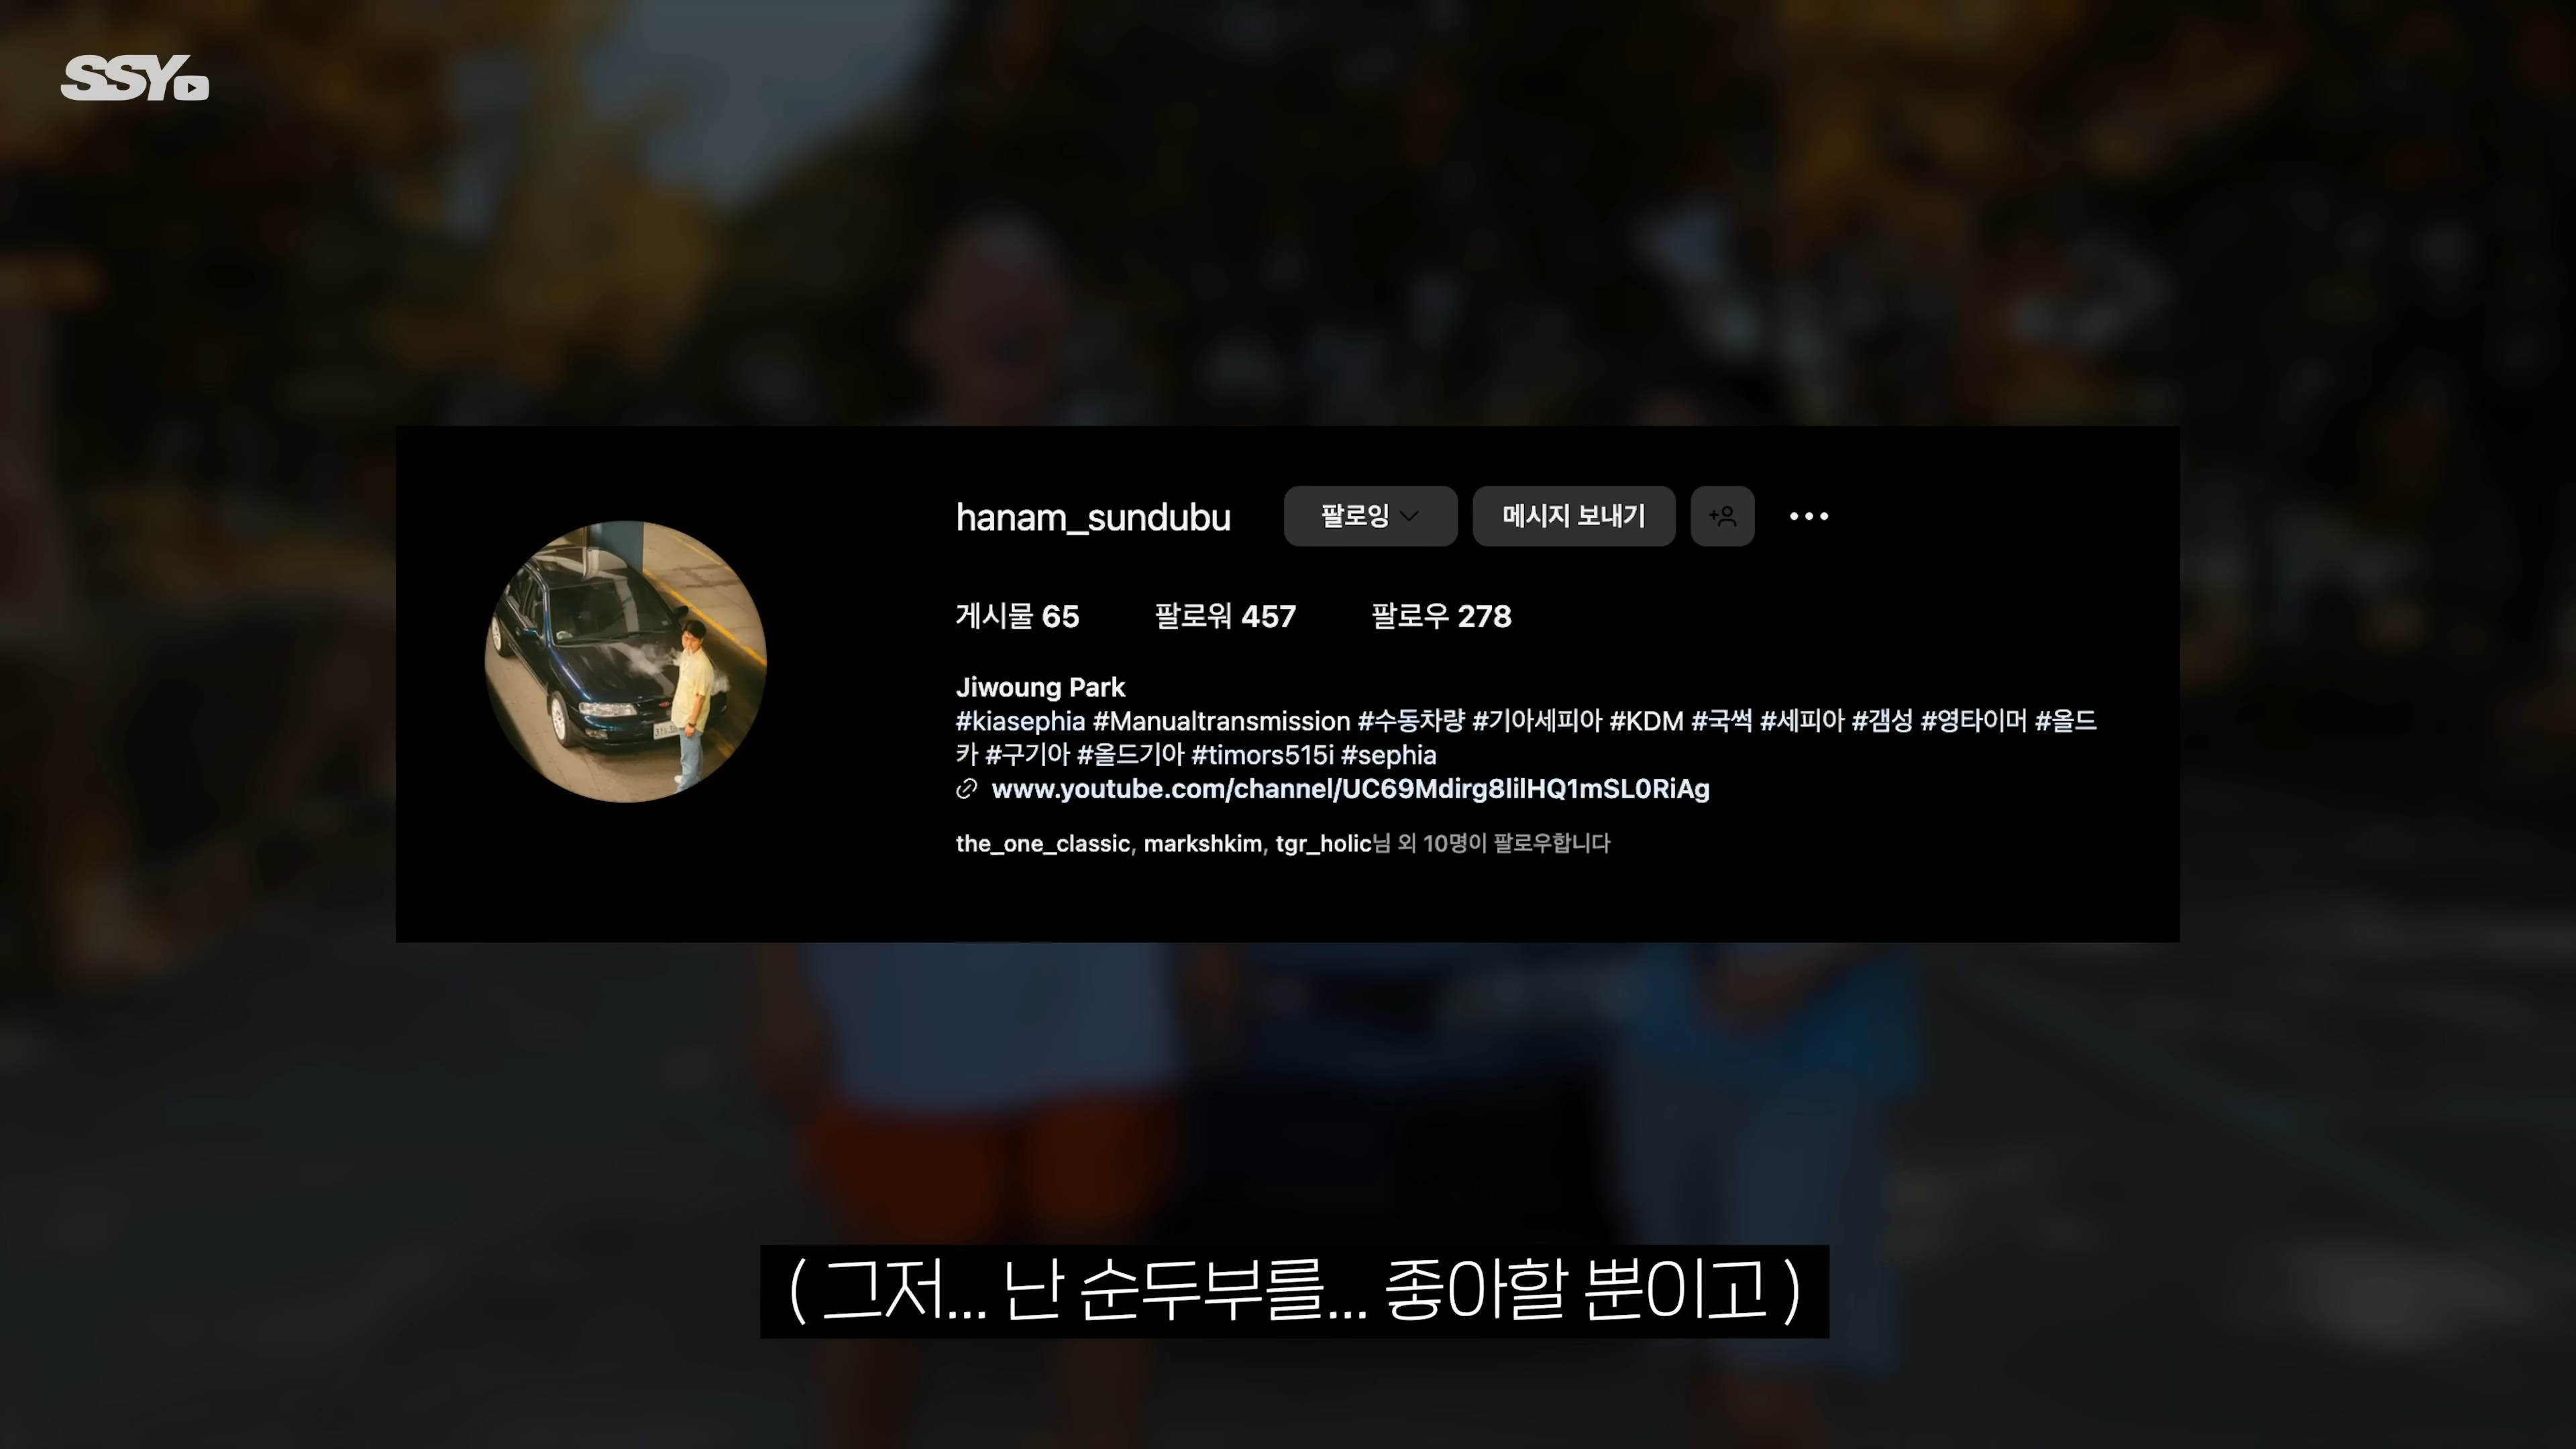 SSY
hanam_sundubu 팔로잉 메시지 보내기
게시물 65 팔로워 457 팔로우 278
Jiwoung Park
#kiasephia #Manualtransmission #수동차량 #기아세피아 #KDM #국썩 #세피아 #갬성 #영타이머 #올드
카 #구기아 #올드기아 #timors515i #sephia
www.youtube.com/channel/UC69Mdirg8lilHQ1mSL0RiAg
the_one_classic, markshkim, tgr_holic님 외 10명이 팔로우합니다
( 그저... 난 순두부를... 좋아할 뿐이고 )